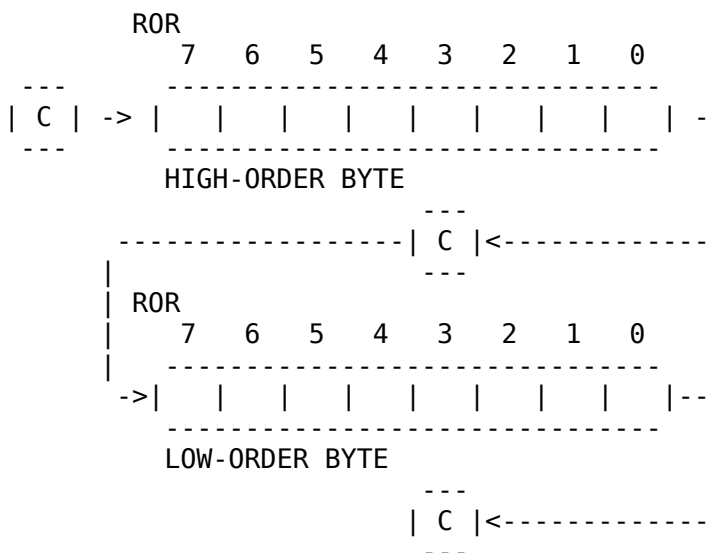 ROR
7 6 5 4 3 2 1 0
--- -------------------------------
| C | -> | | | | | | | | | -
--- -------------------------------
HIGH-ORDER BYTE
---
------------------| C |<-------------
| ---
| ROR
| 7 6 5 4 3 2 1 0
| -------------------------------
->| | | | | | | | |--
-------------------------------
LOW-ORDER BYTE
---
| C |<-------------
---